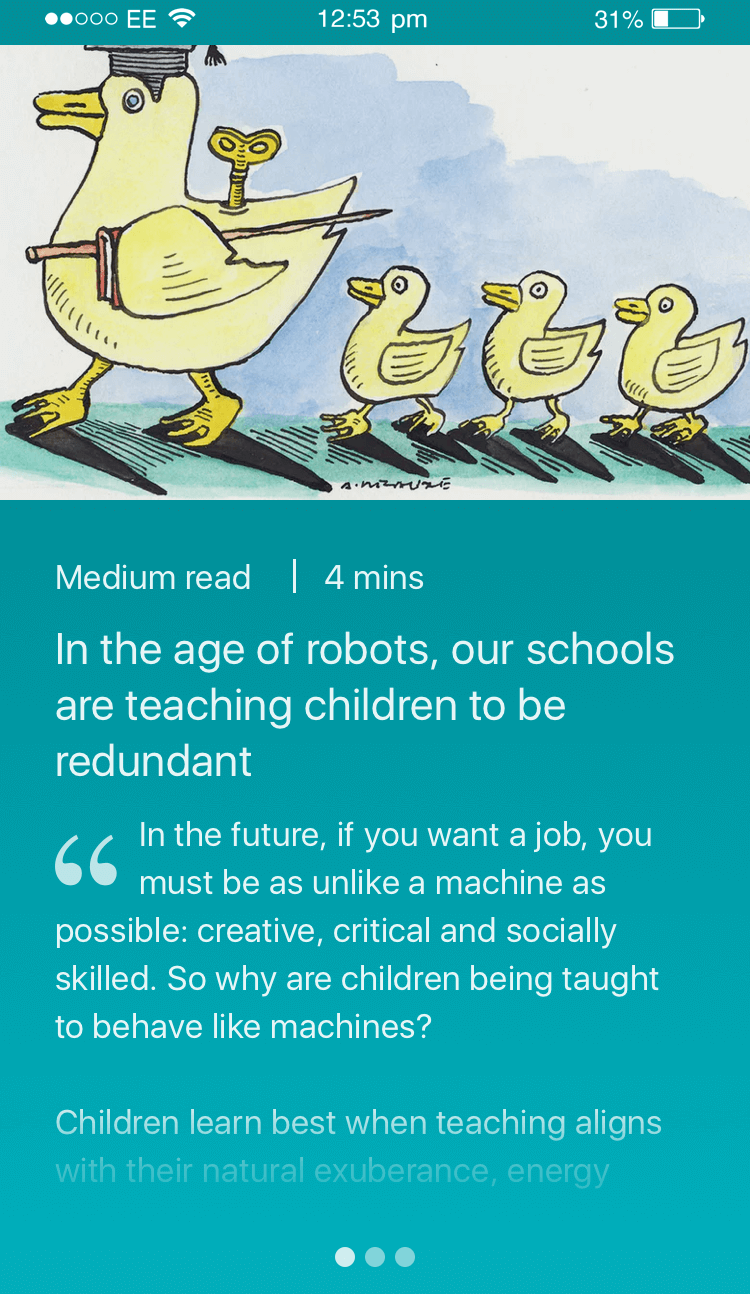 EE 12:53 pm 31%
Medium read | 4 mins
In the age of robots, our schools
are teaching children to be
redundant
“ In the future, if you want a job, you
must be as unlike a machine as
possible: creative, critical and socially
skilled. So why are children being taught
to behave like machines?
Children learn best when teaching aligns
with their natural exuberance, energy